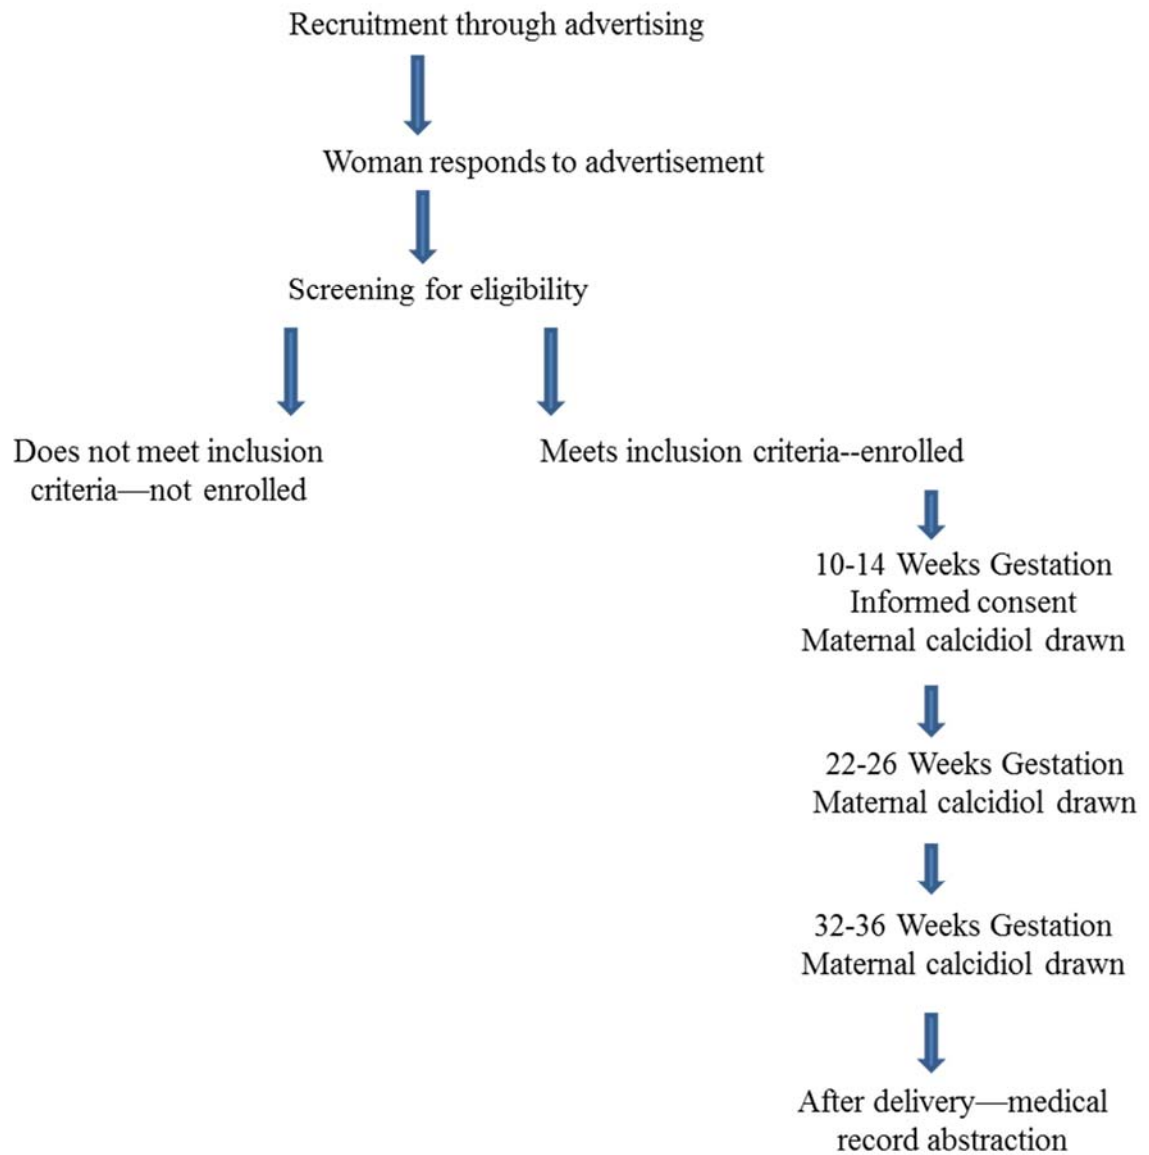 Recruitment through advertising
Woman responds to advertisement
Screening for eligibility
Does not meet inclusion
criteria—not enrolled
Meets inclusion criteria--enrolled
10-14 Weeks Gestation
Informed consent
Maternal calcidiol drawn
22-26 Weeks Gestation
Maternal calcidiol drawn
32-36 Weeks Gestation
Maternal calcidiol drawn
After delivery—medical
record abstraction